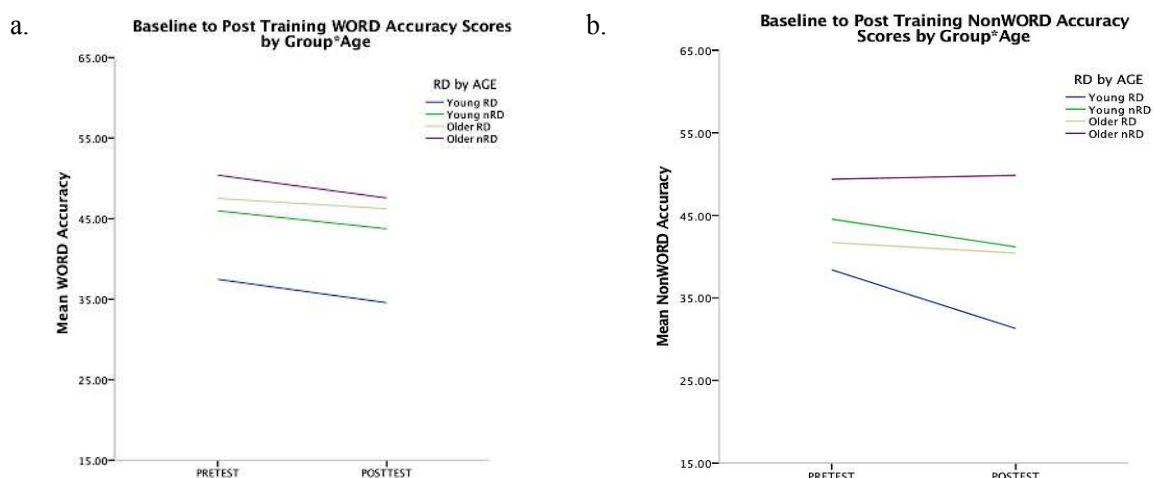 a.
Baseline to Post Training WORD Accuracy Scores
by Group*Age
65.00
55.00
45.00
35.00
25.00
15.00
Mean WORD Accuracy
RD by AGE
Young RD
Young nRD
Older RD
Older nRD
PRETEST
POSTTEST
b.
Baseline to Post Training NonWORD Accuracy
Scores by Group*Age
65.00
55.00
45.00
35.00
25.00
15.00
Mean NonWORD Accuracy
RD by AGE
Young RD
Young nRD
Older RD
Older nRD
PRETEST
POSTEST